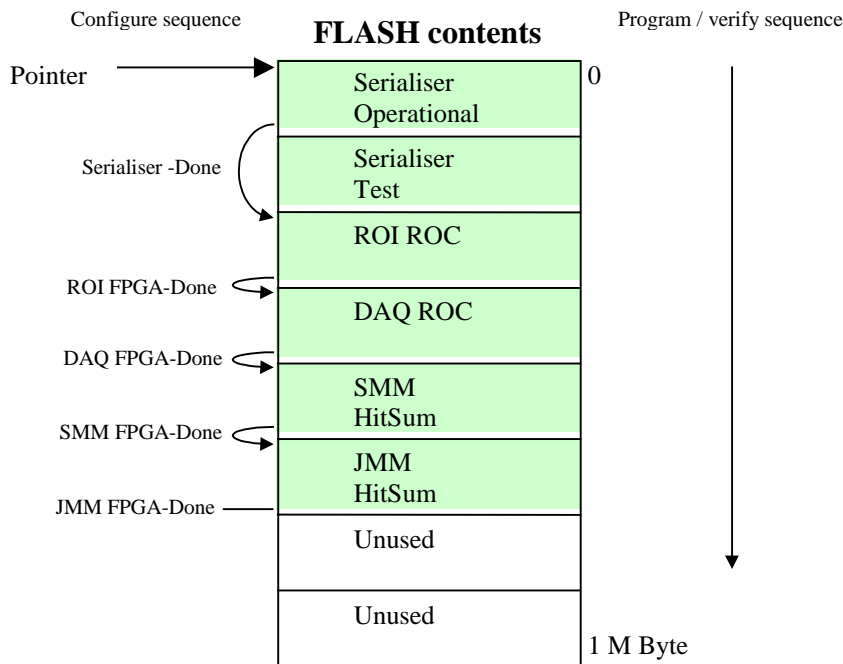 Configure sequence
FLASH contents
Program / verify sequence
Pointer
0
Serialiser
Operational
Serialiser -Done
Serialiser
Test
ROI ROC
ROI FPGA-Done
DAQ ROC
DAQ FPGA-Done
SMM
HitSum
SMM FPGA-Done
JMM
HitSum
JMM FPGA-Done
Unused
Unused
1 M Byte